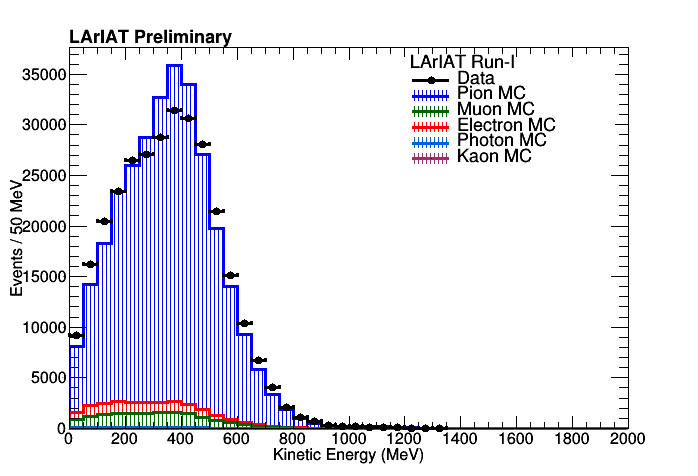 LArIAT Preliminary
LArIAT Run-I
Data
Pion MC
Muon MC
Electron MC
Photon MC
Kaon MC
Events / 50 MeV
35000
30000
25000
20000
15000
10000
5000
0
0 200 400 600 800 1000 1200 1400 1600 1800 2000
Kinetic Energy (MeV)